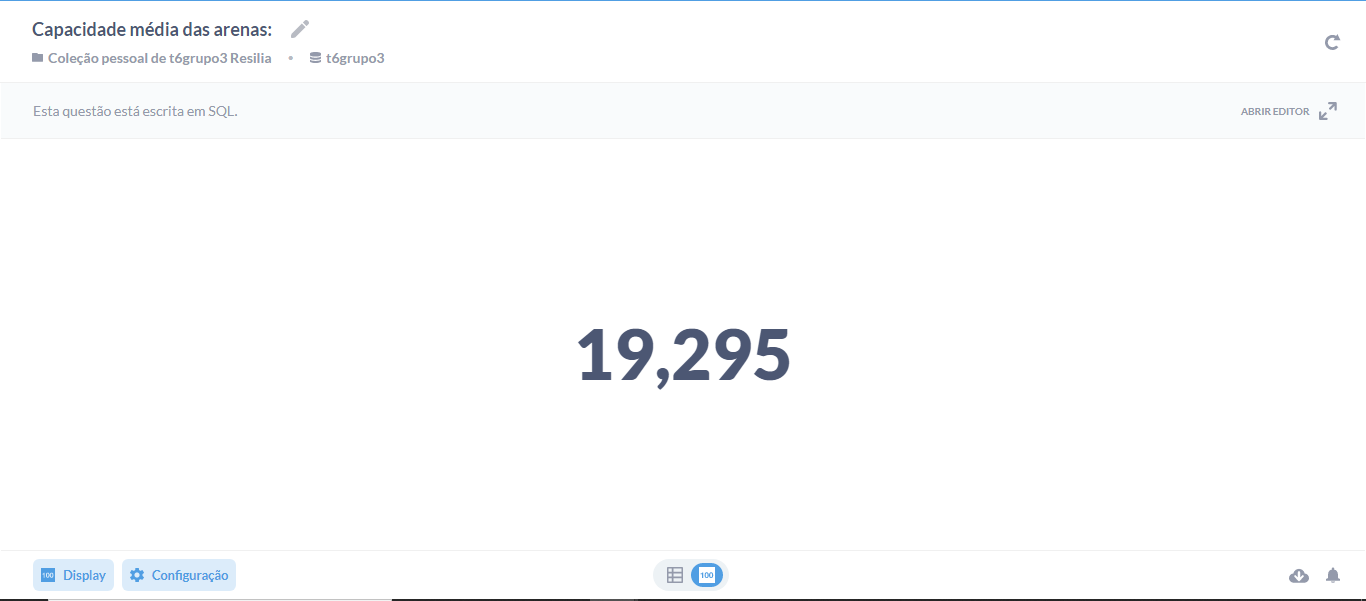 Capacidade média das arenas:
Coleção pessoal de t6grupo3 Resilia • t6grupo3
Esta questão está escrita em SQL.
ABRIR EDITOR
19,295
100 Display
Configuração
100